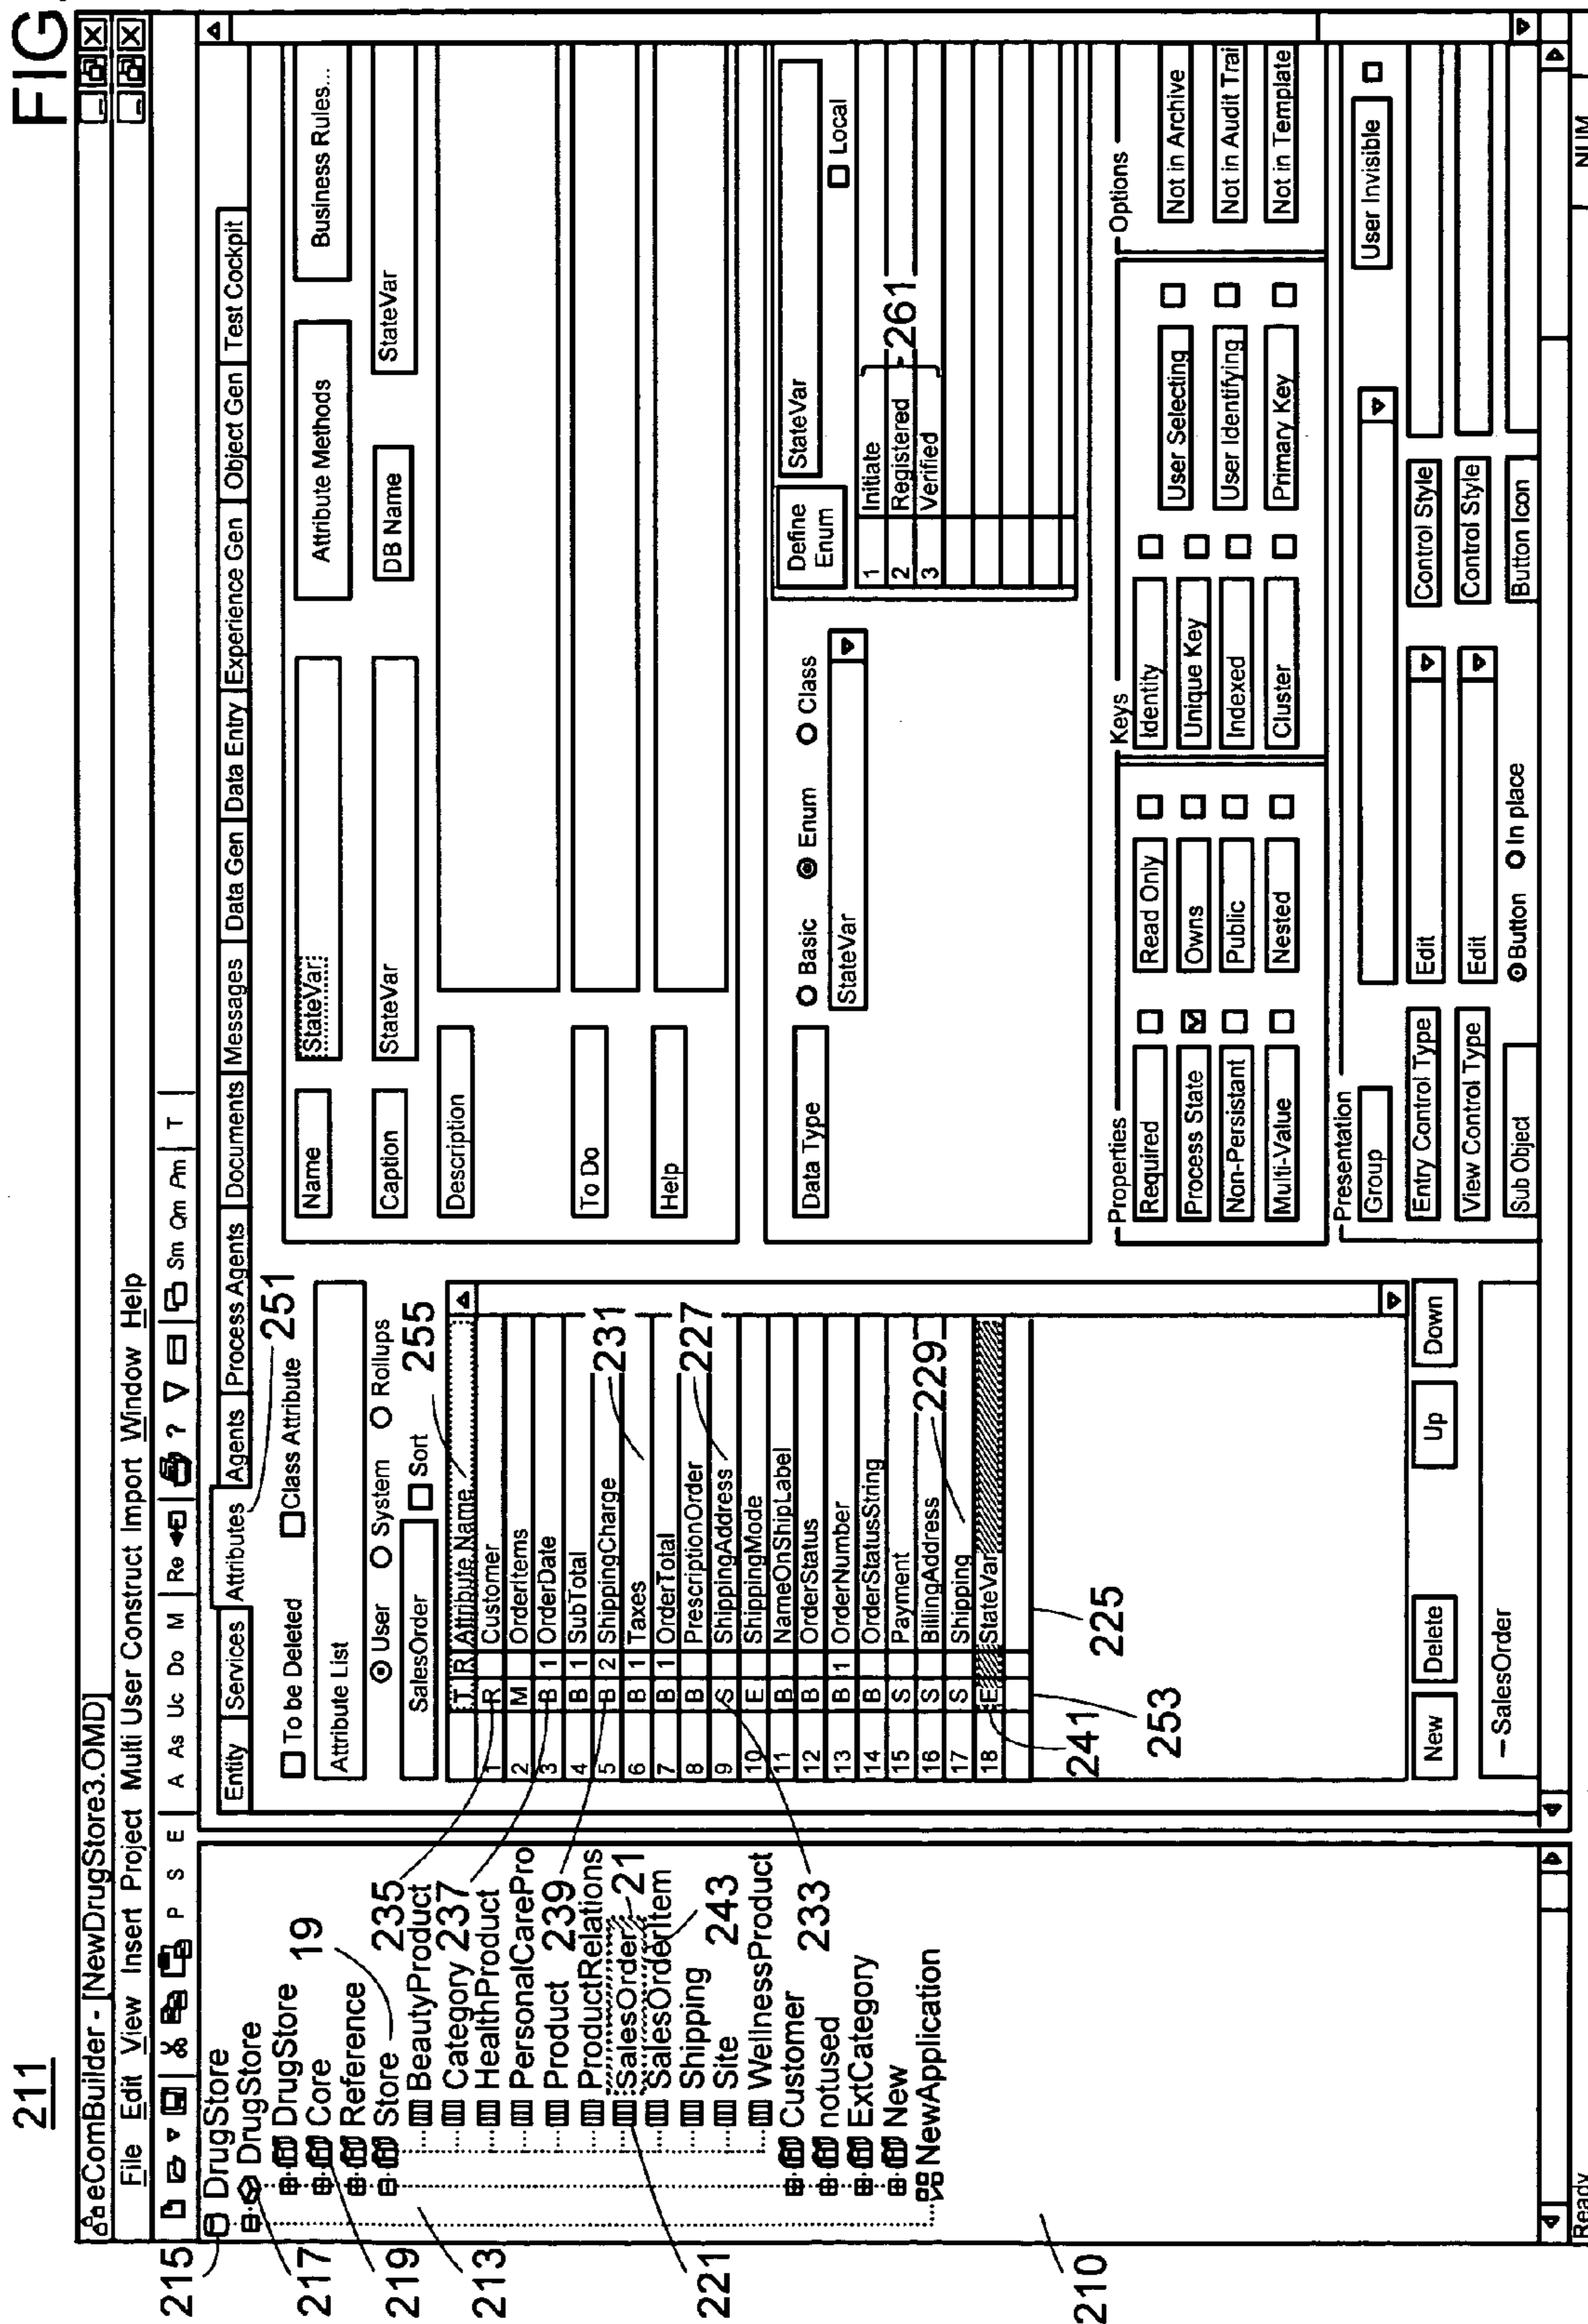 FIG
211
eComBuilder - [NewDrugStore3.OMD]
File Edit View Insert Project Multi User Construct Import Window Help
P S E A As Uc Do M Re ? Sm Qm Pm T
215
217
219
213
221
210
DrugStore
DrugStore
DrugStore
Core
Reference
Store
19
BeautyProduct
235
Category
237
HealthProduct
PersonalCarePro
Product
239
ProductRelations
SalesOrder
21
SalesOrderItem
Shipping
243
Site
WellnessProduct
Customer
233
notused
ExtCategory
New
NewApplication
Entity Services Attributes Agents Process Agents Documents Messages Data Gen Data Entry Experience Gen Object Gen Test Cockpit
To be Deleted Class Attribute
251
Attribute List
User System Rollups
SalesOrder Sort
255
T R Attribute Name
1 R Customer
2 M OrderItems
3 B 1 OrderDate
4 B 1 SubTotal
5 B 2 ShippingCharge
6 B 1 Taxes
231
7 B 1 OrderTotal
8 B PrescriptionOrder
9 S ShippingAddress
227
10 E ShippingMode
11 B NameOnShipLabel
12 B OrderStatus
13 B 1 OrderNumber
14 B OrderStatusString
15 S Payment
16 S BillingAddress
17 S Shipping
229
18 E StateVar
241
253
225
New Delete Up Down
SalesOrder
Name StateVar Attribute Methods Business Rules...
Caption StateVar DB Name StateVar
Description
To Do
Help
Data Type Basic Enum Class
StateVar
Define Enum StateVar
Local
1 Initiate
2 Registered
3 Verified
261
Properties Keys Options
Required Read Only Identity User Selecting Not in Archive
Process State Owns Unique Key User Identifying Not in Audit Trai
Non-Persistant Public Indexed Primary Key Not in Template
Multi-Value Nested Cluster
Presentation
Group User Invisible
Entry Control Type Edit Control Style
View Control Type Edit Control Style
Sub Object Button In place Button Icon
Ready
NUM